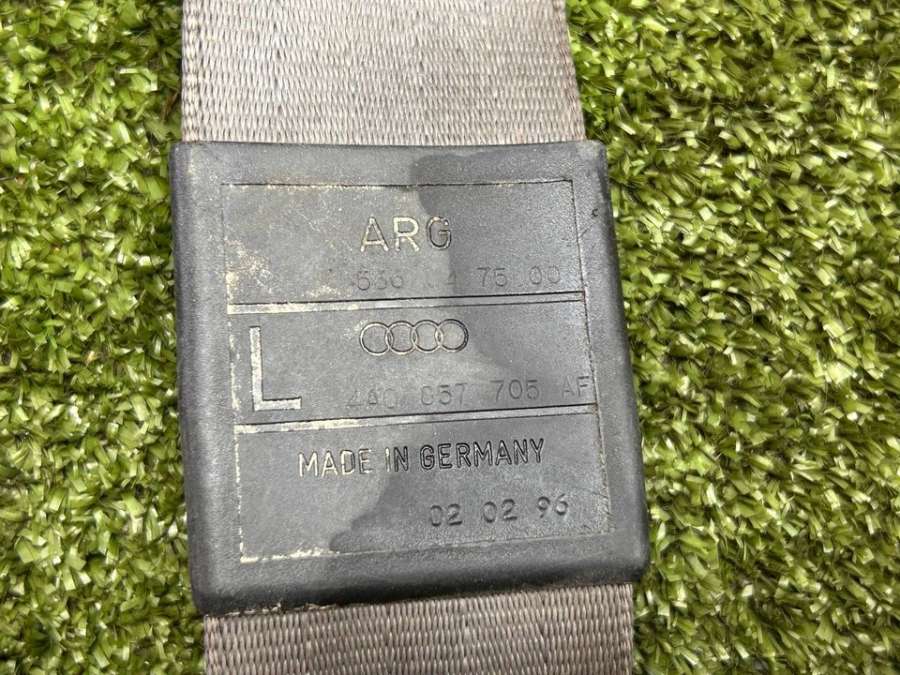 ARG
75 00
L
4A0 857 705 AF
MADE IN GERMANY
02 02 96